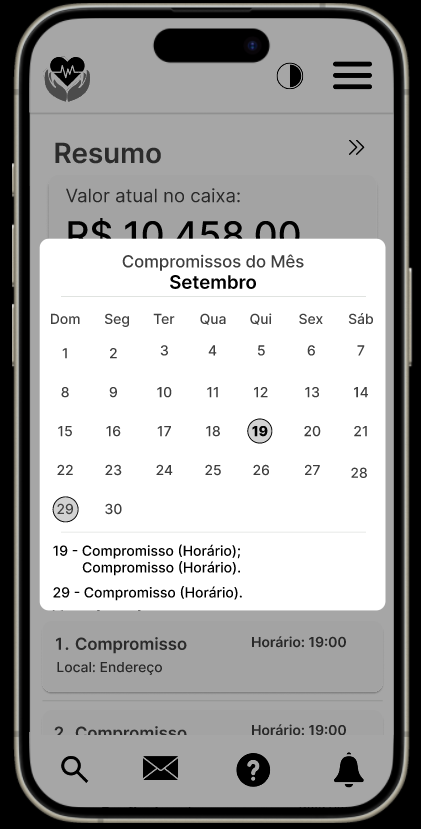 Resumo
Valor atual no caixa:
R$ 10.458,00
Compromissos do Mês
Setembro
Dom Seg Ter Qua Qui Sex Sáb
1 2 3 4 5 6 7
8 9 10 11 12 13 14
15 16 17 18 19 20 21
22 23 24 25 26 27 28
29 30
19 - Compromisso (Horário);
Compromisso (Horário).
29 - Compromisso (Horário).
1. Compromisso Horário: 19:00
Local: Endereço
2. Compromisso Horário: 19:00